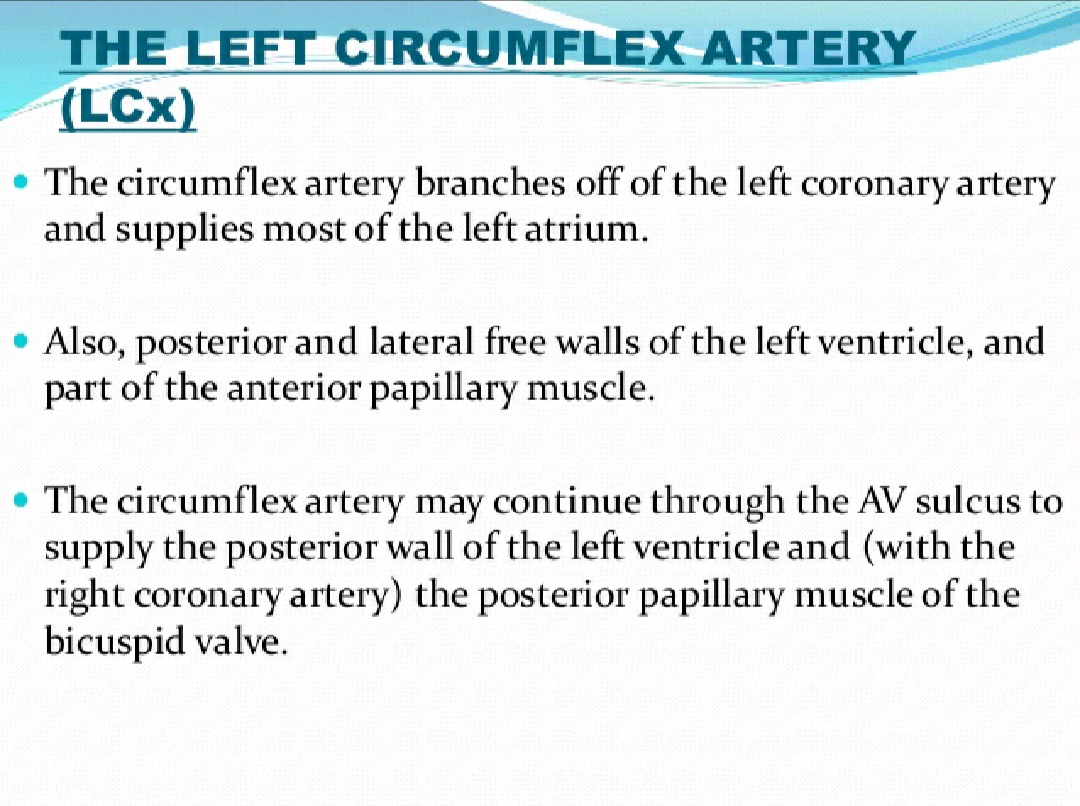 THE LEFT CIRCUMFLEX ARTERY
(LCx)
• The circumflex artery branches off of the left coronary artery
and supplies most of the left atrium.
• Also, posterior and lateral free walls of the left ventricle, and
part of the anterior papillary muscle.
• The circumflex artery may continue through the AV sulcus to
supply the posterior wall of the left ventricle and (with the
right coronary artery) the posterior papillary muscle of the
bicuspid valve.